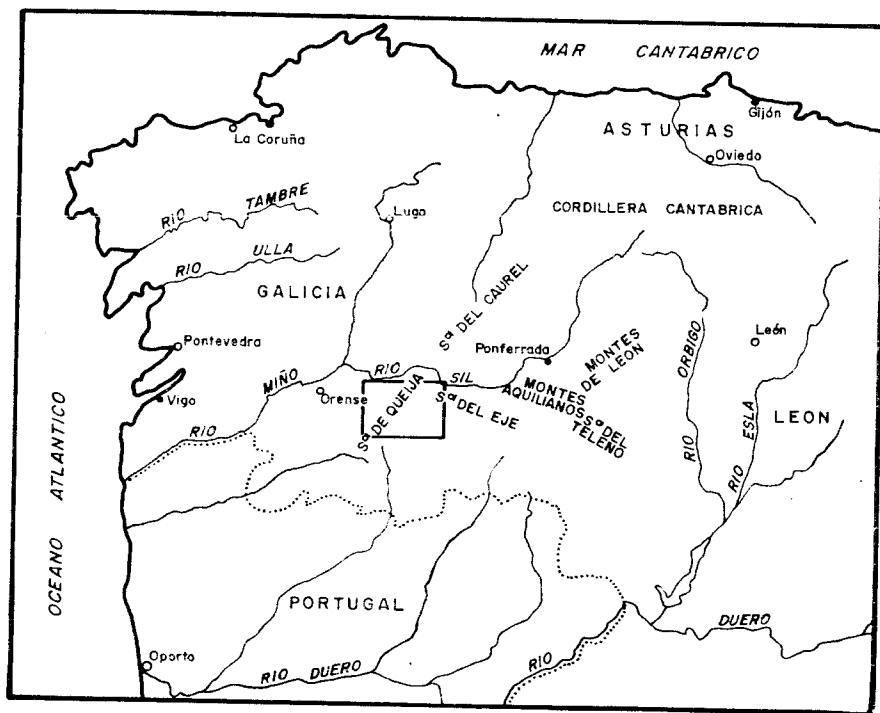 MAR CANTABRICO
Gijón
La Coruña
ASTURIAS
Oviedo
RIO TAMBRE
Lugo
CORDILLERA CANTABRICA
RIO ULLA
GALICIA
Sª DEL CAUREL
Pontevedra
Ponferrada
MONTES DE LEON
ORBIGO
León
RIO SIL
MIÑO
Vigo
Orense
Sª DE QUEIJA
Sª DEL EJE
MONTES AQUILIANOS
Sª DEL TELENO
ESLA
LEON
RIO
RIO
RIO
OCEANO ATLANTICO
PORTUGAL
DUERO
Oporto
RIO DUERO
RIO